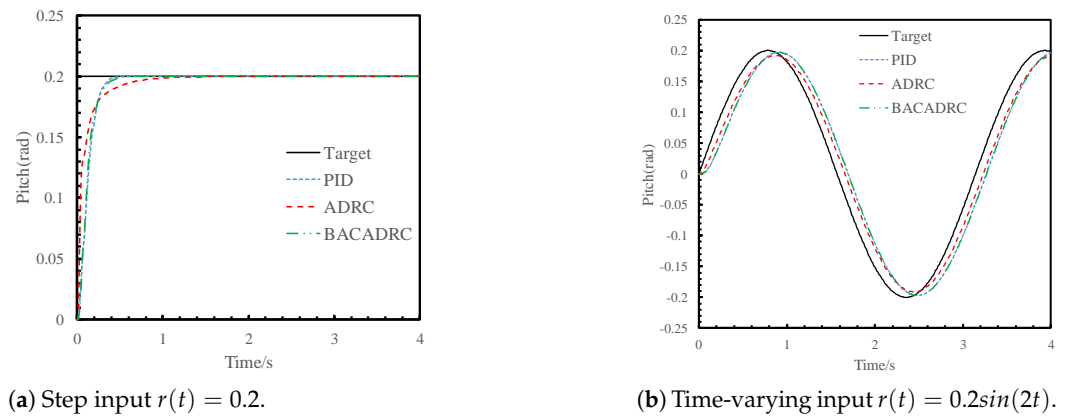 0.25
0.2
0.15
0.1
0.05
0
Pitch(rad)
0 1 2 3 4
Time/s
Target
PID
ADRC
BACADRC
(a) Step input r(t) = 0.2.
0.25
0.2
0.15
0.1
0.05
0
-0.05
-0.1
-0.15
-0.2
-0.25
Pitch(rad)
0 1 2 3 4
Time/s
Target
PID
ADRC
BACADRC
(b) Time-varying input r(t) = 0.2sin(2t).